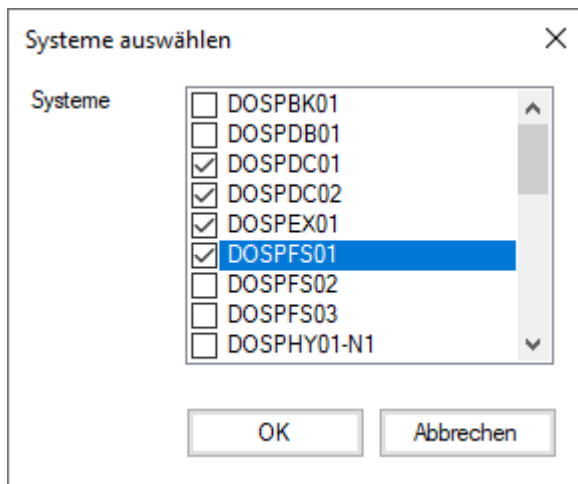 Systeme auswählen
Systeme
DOSPBK01
DOSPDB01
DOSPDC01
DOSPDC02
DOSPEX01
DOSPFS01
DOSPFS02
DOSPFS03
DOSPHY01-N1
OK
Abbrechen